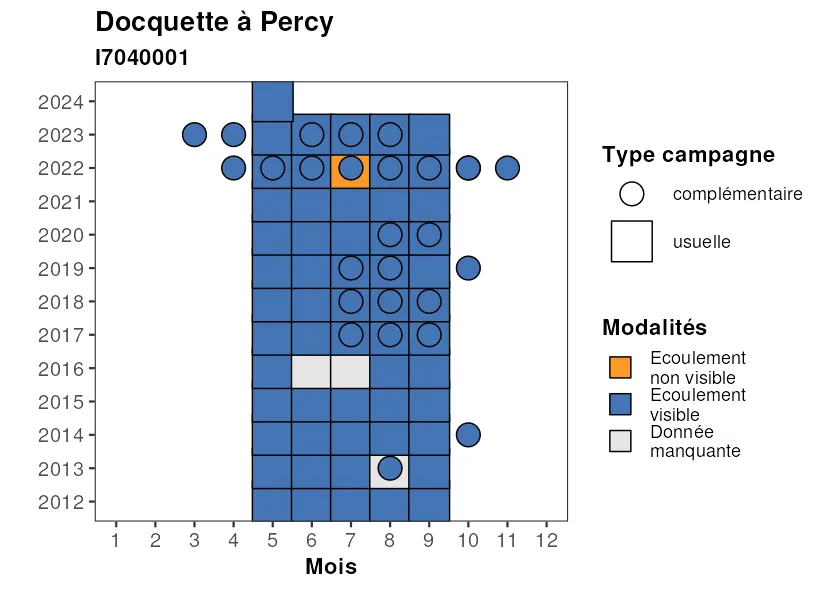 Docquette à Percy
I7040001
2024
2023
2022
2021
2020
2019
2018
2017
2016
2015
2014
2013
2012
1 2 3 4 5 6 7 8 9 10 11 12
Mois
Type campagne
complémentaire
usuelle
Modalités
Ecoulement
non visible
Ecoulement
visible
Donnée
manquante